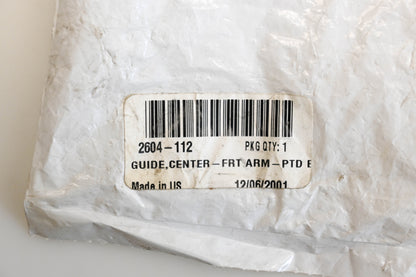 2604-112 PKG QTY: 1
GUIDE,CENTER-FRT ARM-PTD E
Made in US 12/06/2001